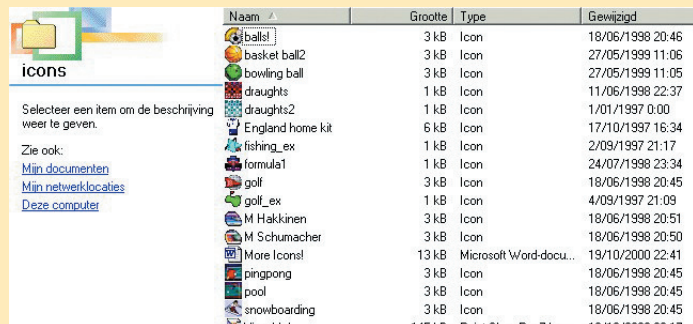 icons
Selecteer een item om de beschrijving
weer te geven.
Zie ook:
Mijn documenten
Mijn netwerklocaties
Deze computer
Naam Grootte Type Gewijzigd
balls! 3 kB Icon 18/06/1998 20:46
basket ball2 3 kB Icon 27/05/1999 11:06
bowling ball 3 kB Icon 27/05/1999 11:05
draughts 1 kB Icon 11/06/1998 22:37
draughts2 1 kB Icon 1/01/1997 0:00
England home kit 6 kB Icon 17/10/1997 16:34
fishing_ex 1 kB Icon 2/09/1997 21:17
formula1 1 kB Icon 24/07/1998 23:34
golf 3 kB Icon 18/06/1998 20:45
golf_ex 1 kB Icon 4/09/1997 21:09
M Hakkinen 3 kB Icon 18/06/1998 20:51
M Schumacher 3 kB Icon 18/06/1998 20:50
More Icons! 13 kB Microsoft Word-docu... 19/10/2000 22:41
pingpong 3 kB Icon 18/06/1998 20:45
pool 3 kB Icon 18/06/1998 20:45
snowboarding 3 kB Icon 18/06/1998 20:45